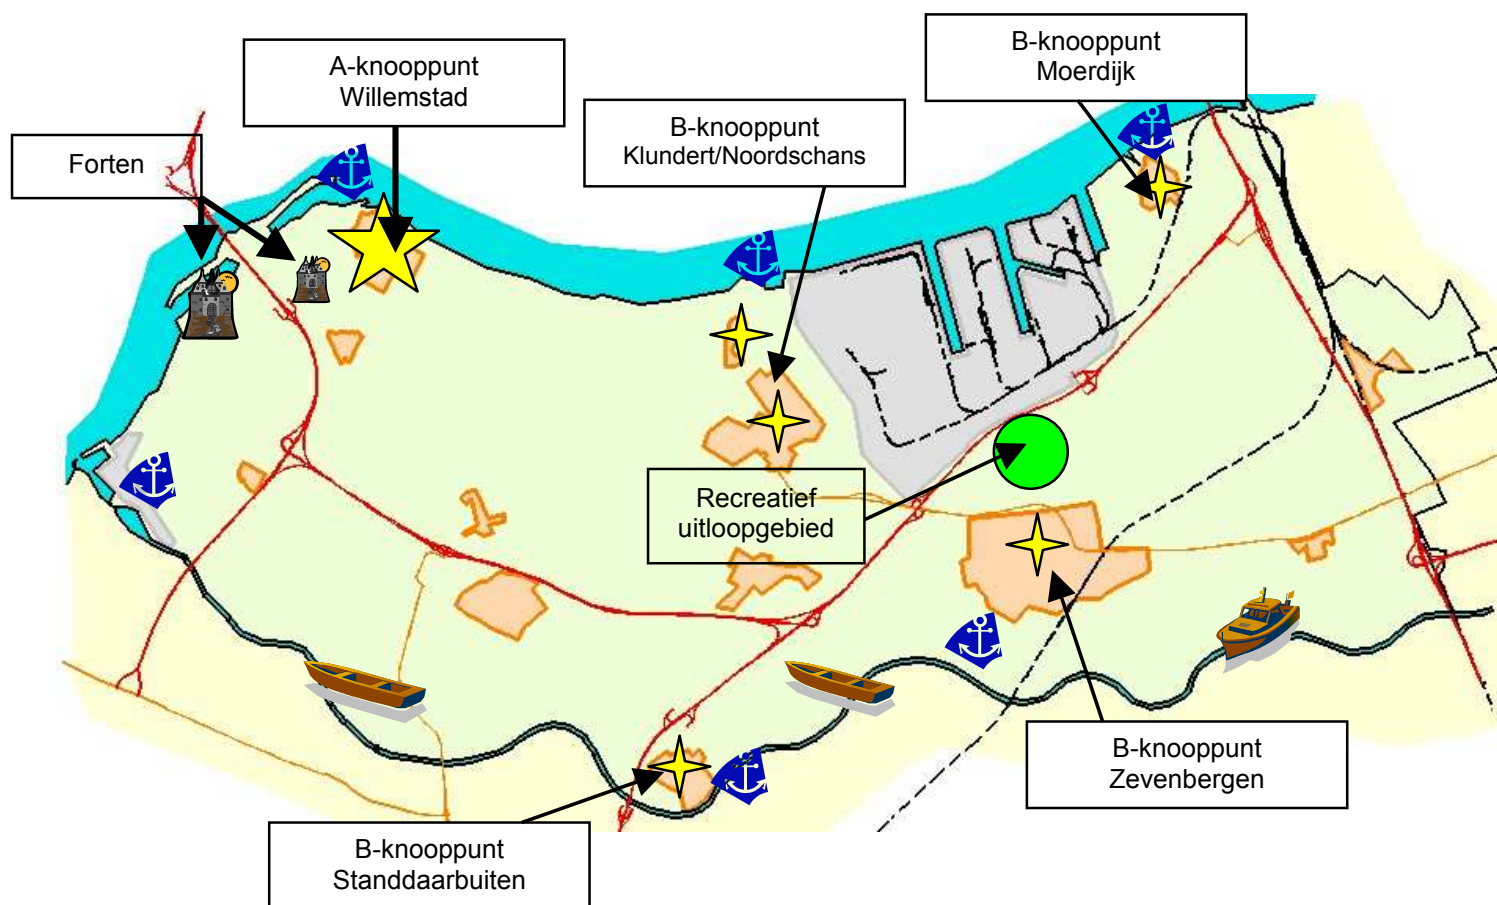 B-knooppunt
Moerdijk
A-knooppunt
Willemstad
B-knooppunt
Klundert/Noordschans
Forten
Recreatief
uitloopgebied
B-knooppunt
Zevenbergen
B-knooppunt
Standdaarbuiten